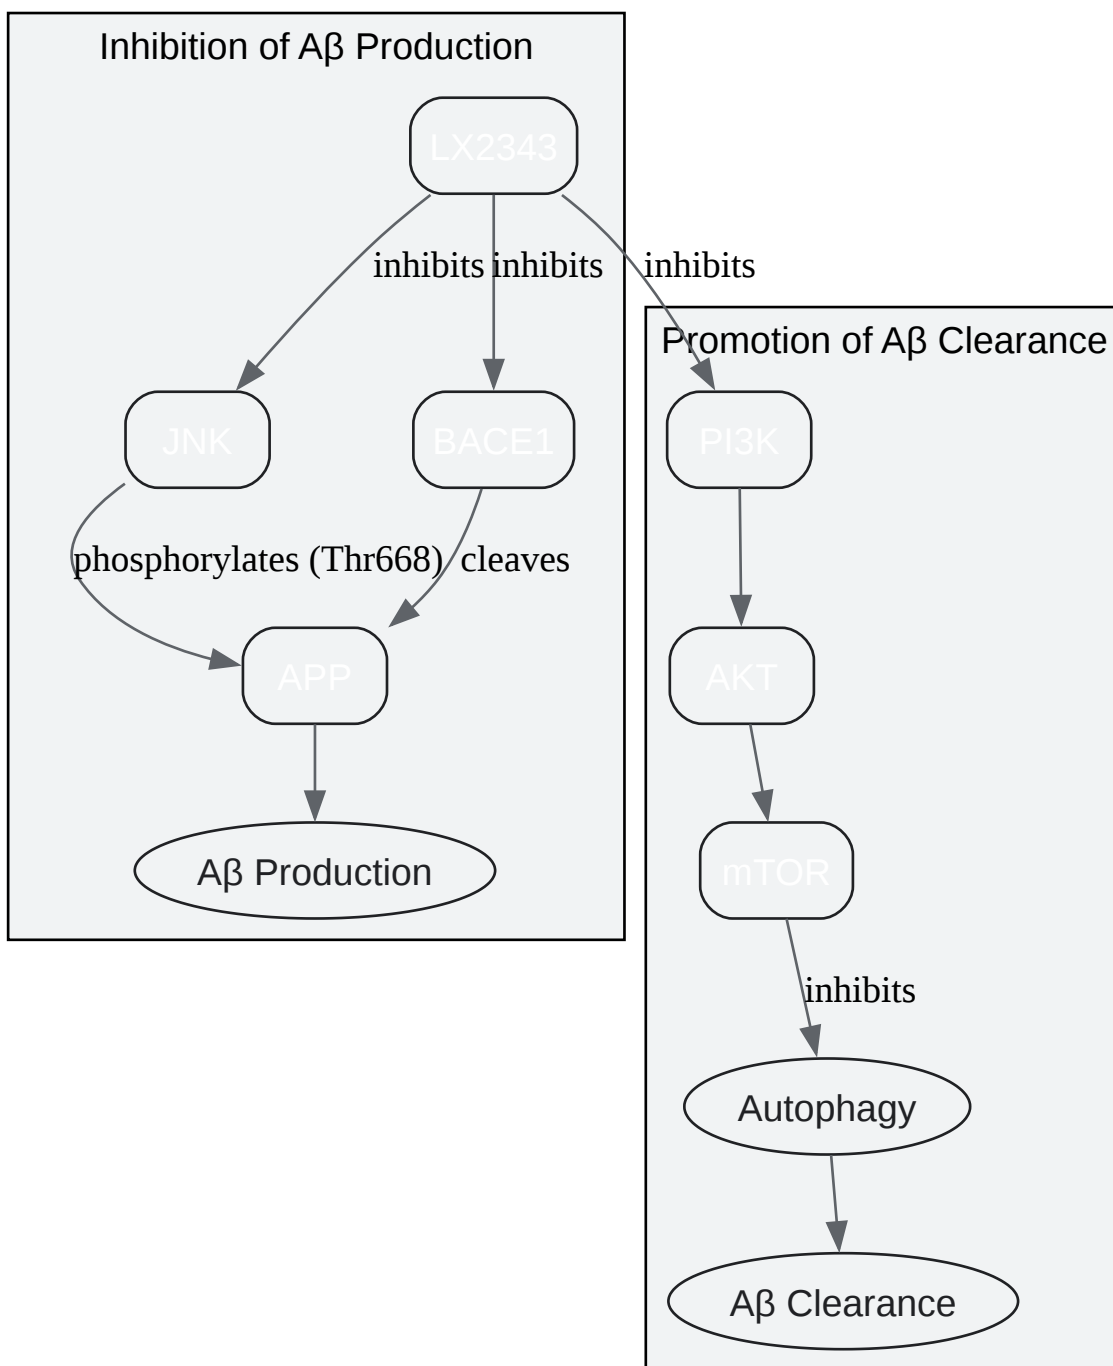 Inhibition of Aβ Production
LX2343
inhibits
inhibits
inhibits
Promotion of Aβ Clearance
JNK
BACE1
PI3K
phosphorylates (Thr668)
cleaves
APP
AKT
Aβ Production
mTOR
inhibits
Autophagy
Aβ Clearance